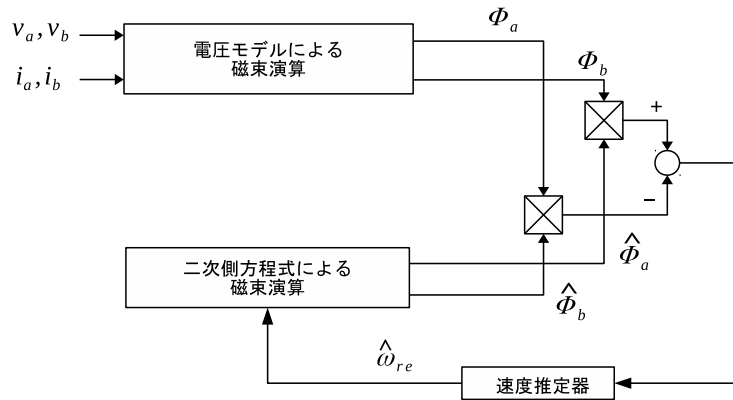 v_a, v_b
i_a, i_b
電圧モデルによる
磁束演算
Φ_a
Φ_b
+
−
二次側方程式による
磁束演算
Φ̂_a
Φ̂_b
ω̂_re
速度推定器